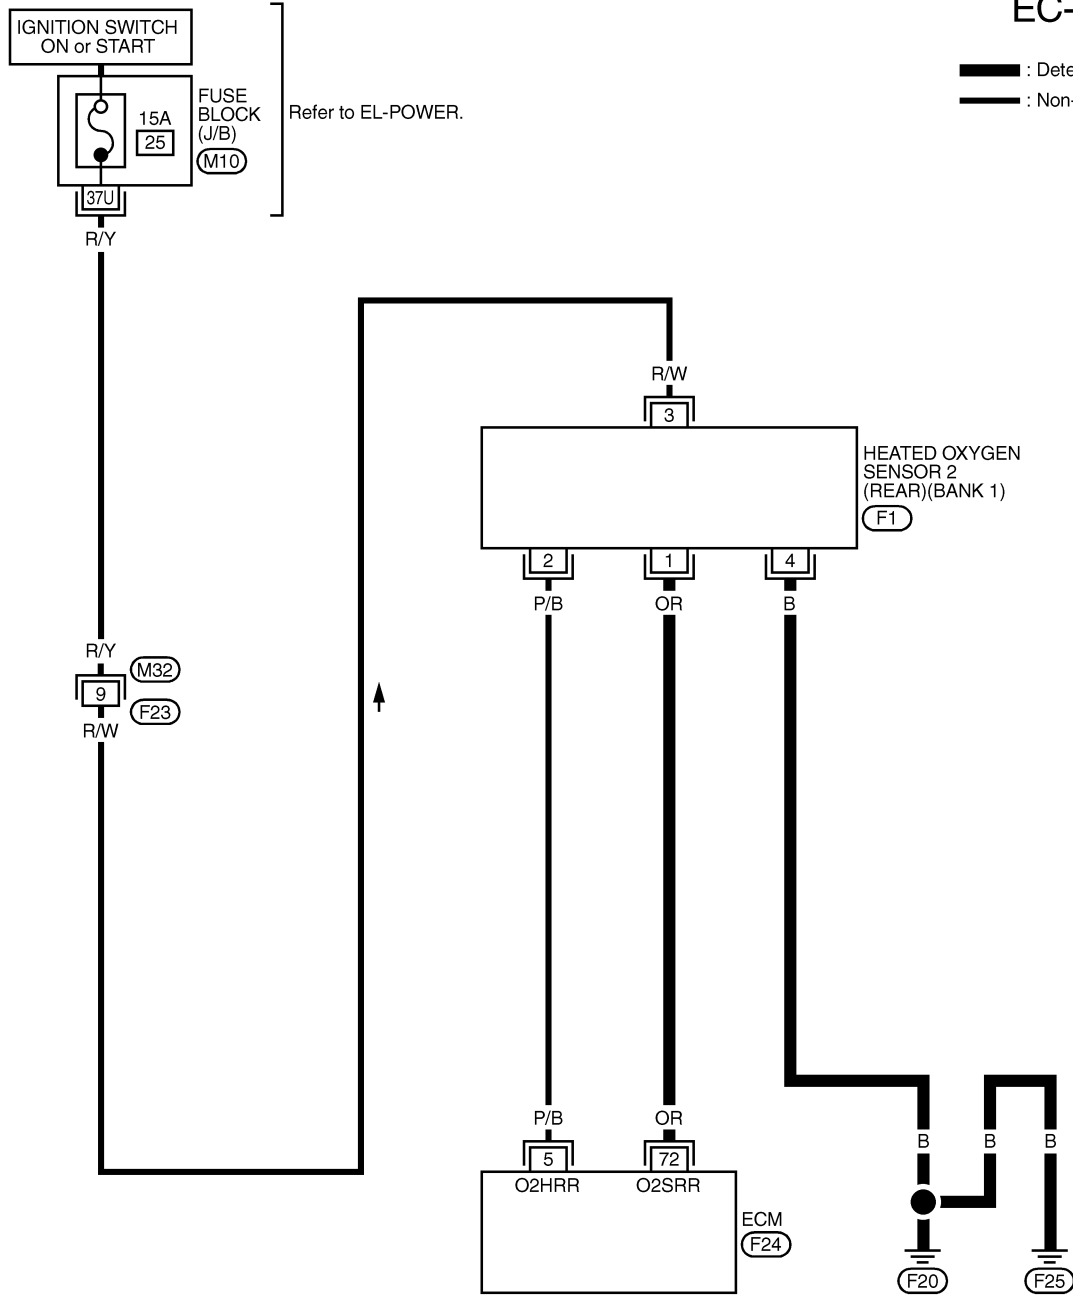 EC-
IGNITION SWITCH
ON or START
: Dete
: Non-
FUSE
BLOCK
(J/B)
M10
15A
25
Refer to EL-POWER.
37U
R/Y
R/W
3
HEATED OXYGEN
SENSOR 2
(REAR)(BANK 1)
F1
2
1
4
P/B
OR
B
R/Y
M32
9
F23
R/W
P/B
OR
B
B
B
5
72
O2HRR
O2SRR
ECM
F24
F20
F25